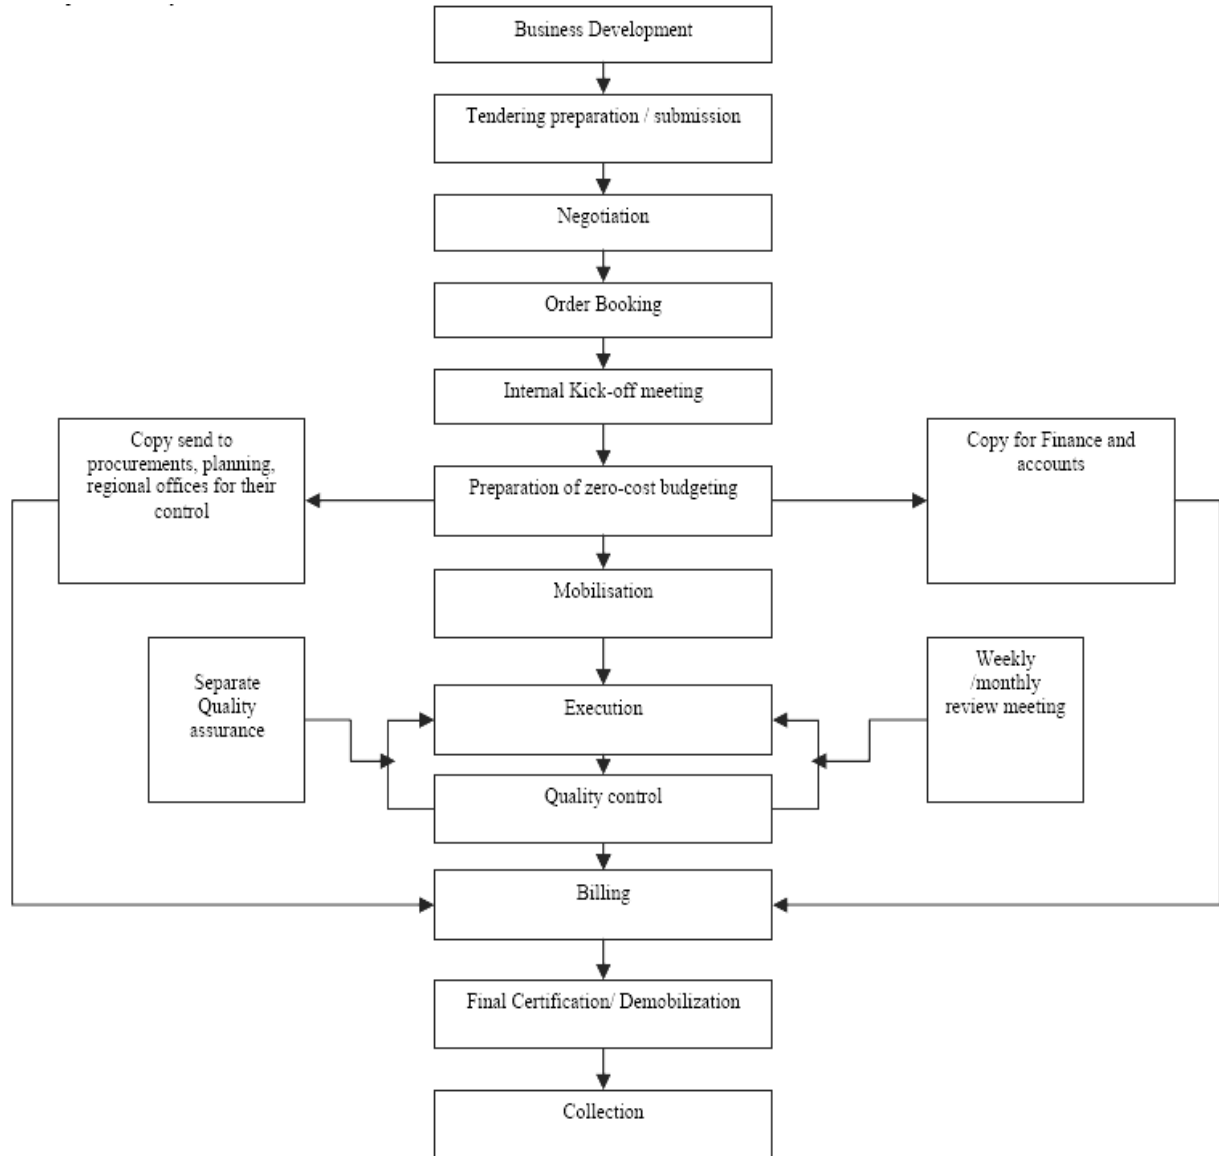 Business Development
Tendering preparation / submission
Negotiation
Order Booking
Internal Kick-off meeting
Copy send to
procurements, planning,
regional offices for their
control
Preparation of zero-cost budgeting
Copy for Finance and
accounts
Mobilisation
Separate
Quality
assurance
Execution
Weekly
/monthly
review meeting
Quality control
Billing
Final Certification/ Demobilization
Collection